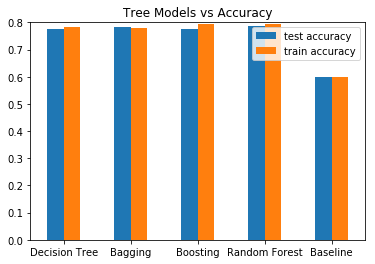 Tree Models vs Accuracy
test accuracy
train accuracy
0.8
0.7
0.6
0.5
0.4
0.3
0.2
0.1
0.0
Decision Tree Bagging Boosting Random Forest Baseline